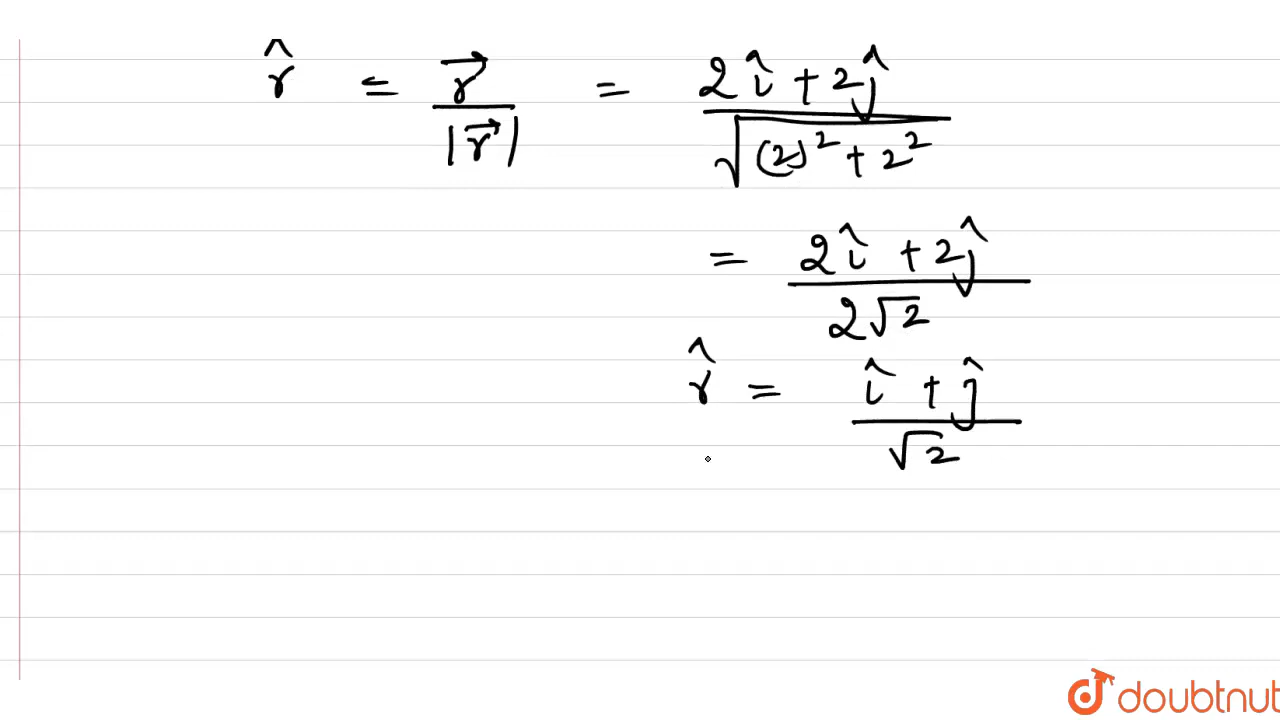 r̂ = r⃗/|r⃗| = (2î + 2ĵ)/√((2)² + 2²)
= (2î + 2ĵ)/(2√2)
r̂ = (î + ĵ)/√2
doubtnut